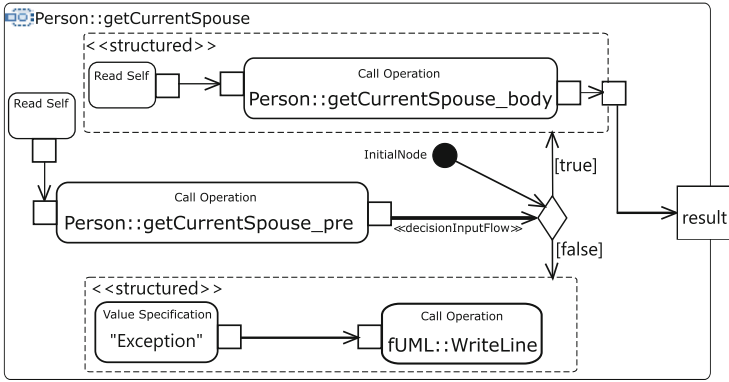 Person::getCurrentSpouse
<<structured>>
Read Self
Call Operation
Person::getCurrentSpouse_body
Read Self
InitialNode
[true]
Call Operation
Person::getCurrentSpouse_pre
≪decisionInputFlow≫
result
[false]
<<structured>>
Value Specification
"Exception"
Call Operation
fUML::WriteLine